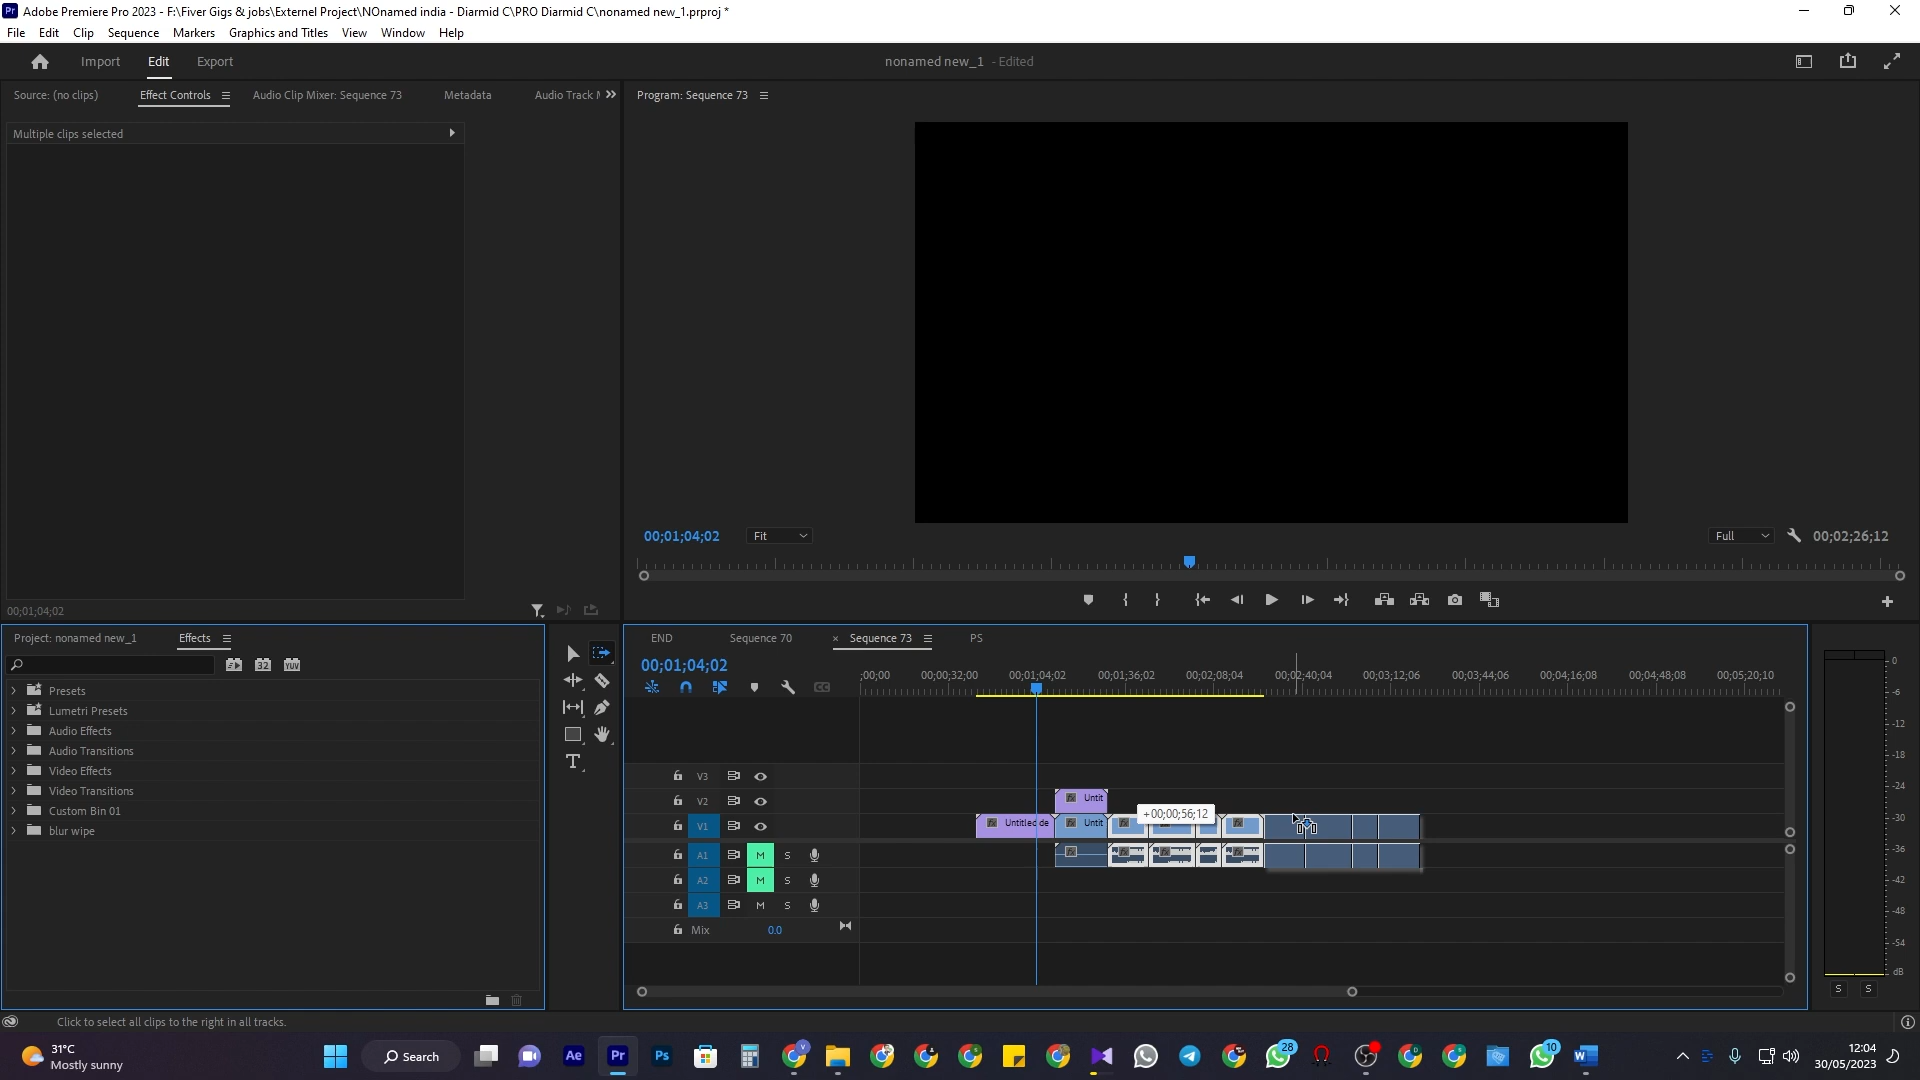 Adobe Premiere Pro 2023 - F:\Fiver Gigs & jobs\Externel Project\NOnamed india - Diarmid C\PRO Diarmid C\nonamed new_1.prproj *
File Edit Clip Sequence Markers Graphics and Titles View Window Help
Import Edit Export nonamed new_1 - Edited
Source: (no clips) Effect Controls Audio Clip Mixer: Sequence 73 Metadata Audio Track Program: Sequence 73
Multiple clips selected
00;01;04;02 Fit Full 00;02;26;12
00;01;04;02
Project: nonamed new_1 Effects END Sequence 70 × Sequence 73 PS
00;01;04;02
32 YUV
;00;00 00;00;32;00 00;01;04;02 00;01;36;02 00;02;08;04 00;02;40;04 00;03;12;06 00;03;44;06 00;04;16;08 00;04;48;08 00;05;20;10
Presets
Lumetri Presets
Audio Effects
Audio Transitions
Video Effects
Video Transitions
Custom Bin 01
blur wipe
V3
V2 fx Untit
+00;00;56;12
V1 fx Untitled de fx Untit
A1 M S
A2 M S
A3 M S
Mix 0.0
0
-6
-12
-18
-24
-30
-36
-42
-48
-54
dB
S S
Click to select all clips to the right in all tracks.
31°C
Mostly sunny
Search
Ae Pr Ps
28
10
12:04
30/05/2023